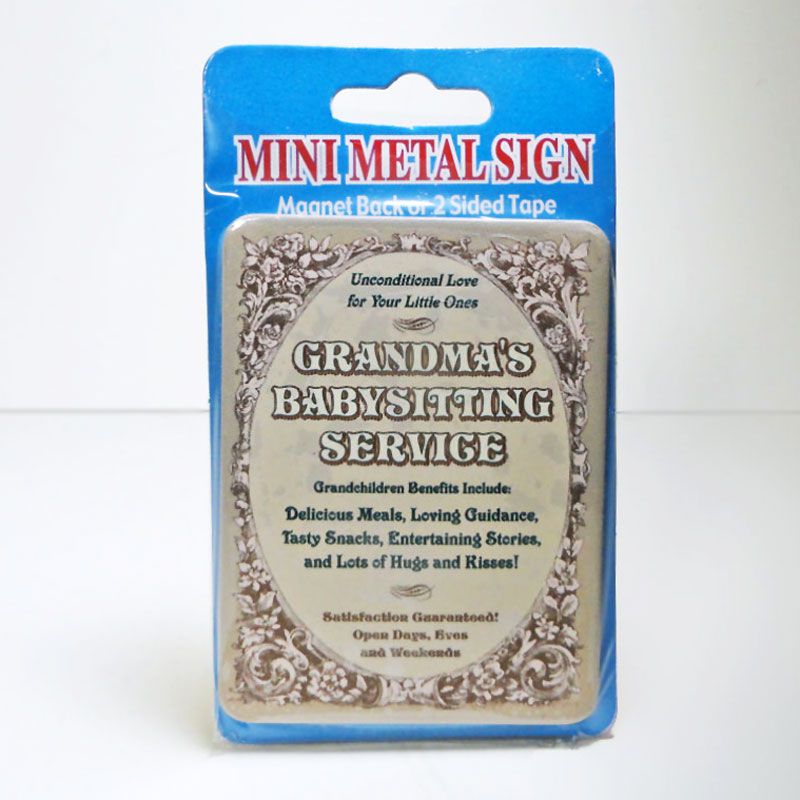 MINI METAL SIGN
Magnet Back or 2 Sided Tape
Unconditional Love
for Your Little Ones
GRANDMA'S
BABYSITTING
SERVICE
Grandchildren Benefits Include:
Delicious Meals, Loving Guidance,
Tasty Snacks, Entertaining Stories,
and Lots of Hugs and Kisses!
Satisfaction Guaranteed!
Open Days, Eves
and Weekends